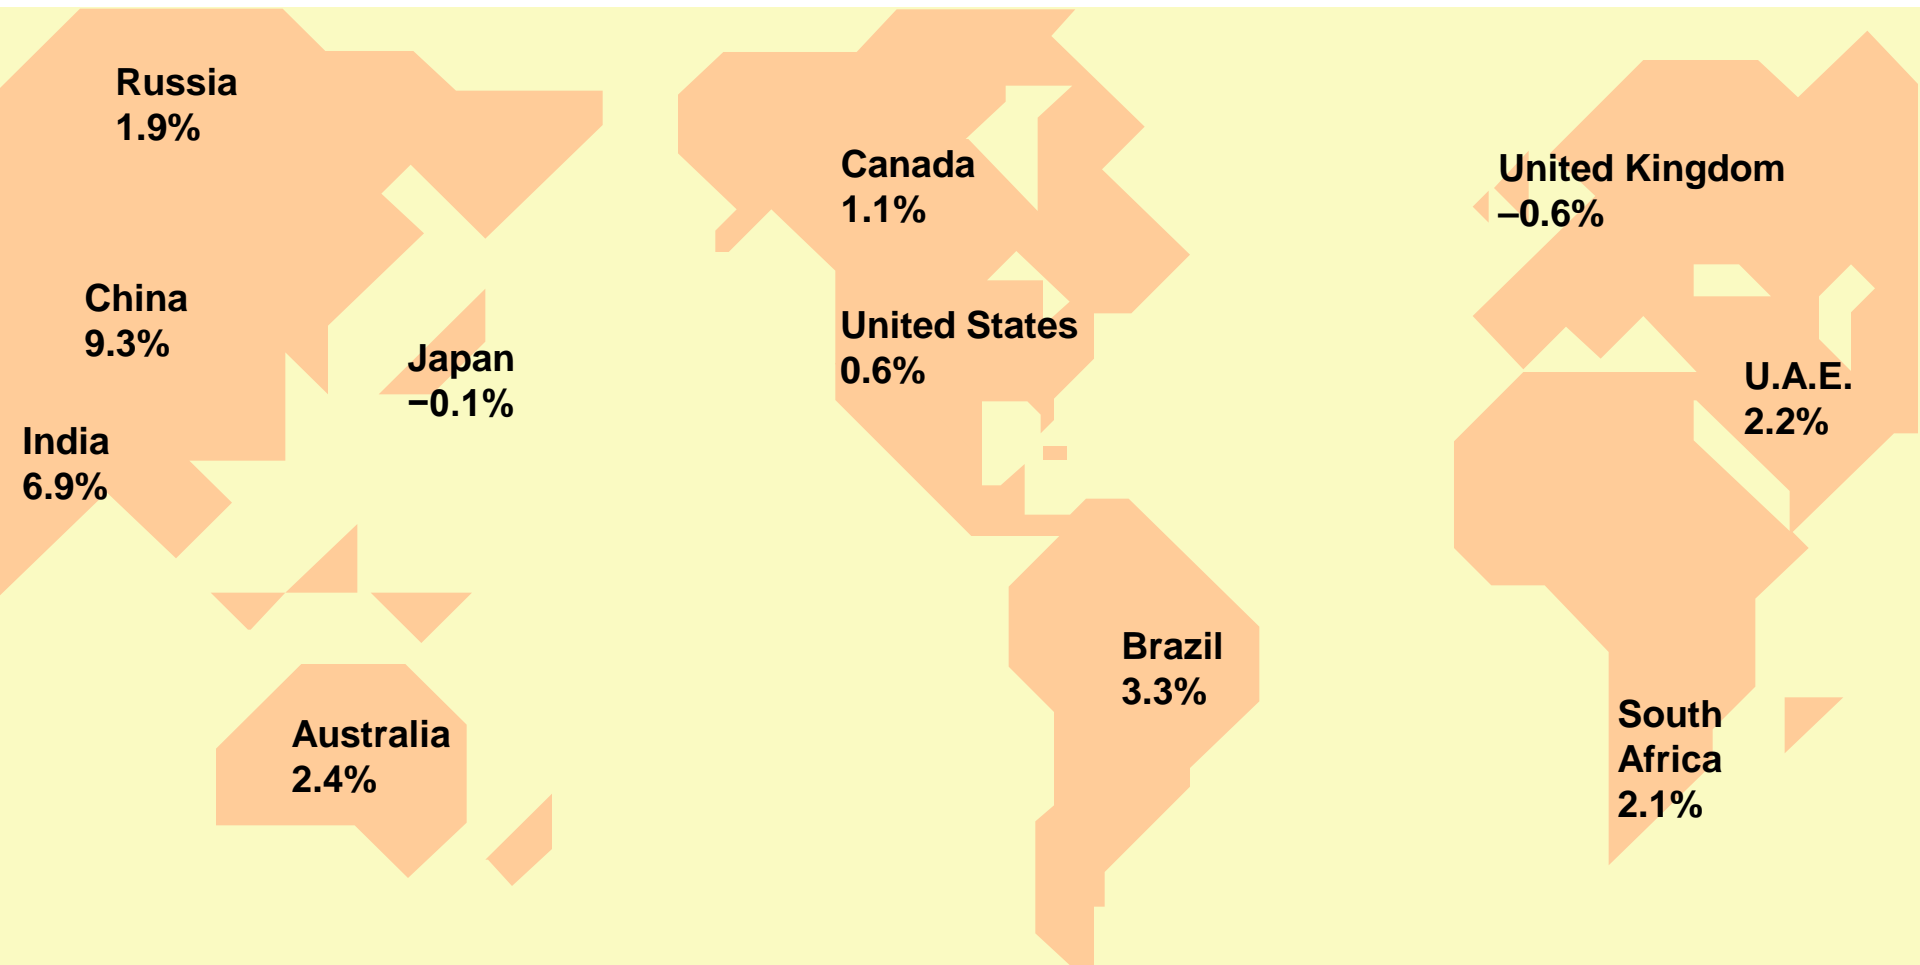 Russia
1.9%
Canada
1.1%
United Kingdom
–0.6%
China
9.3%
United States
0.6%
Japan
−0.1%
U.A.E.
2.2%
India
6.9%
Brazil
3.3%
South
Africa
2.1%
Australia
2.4%